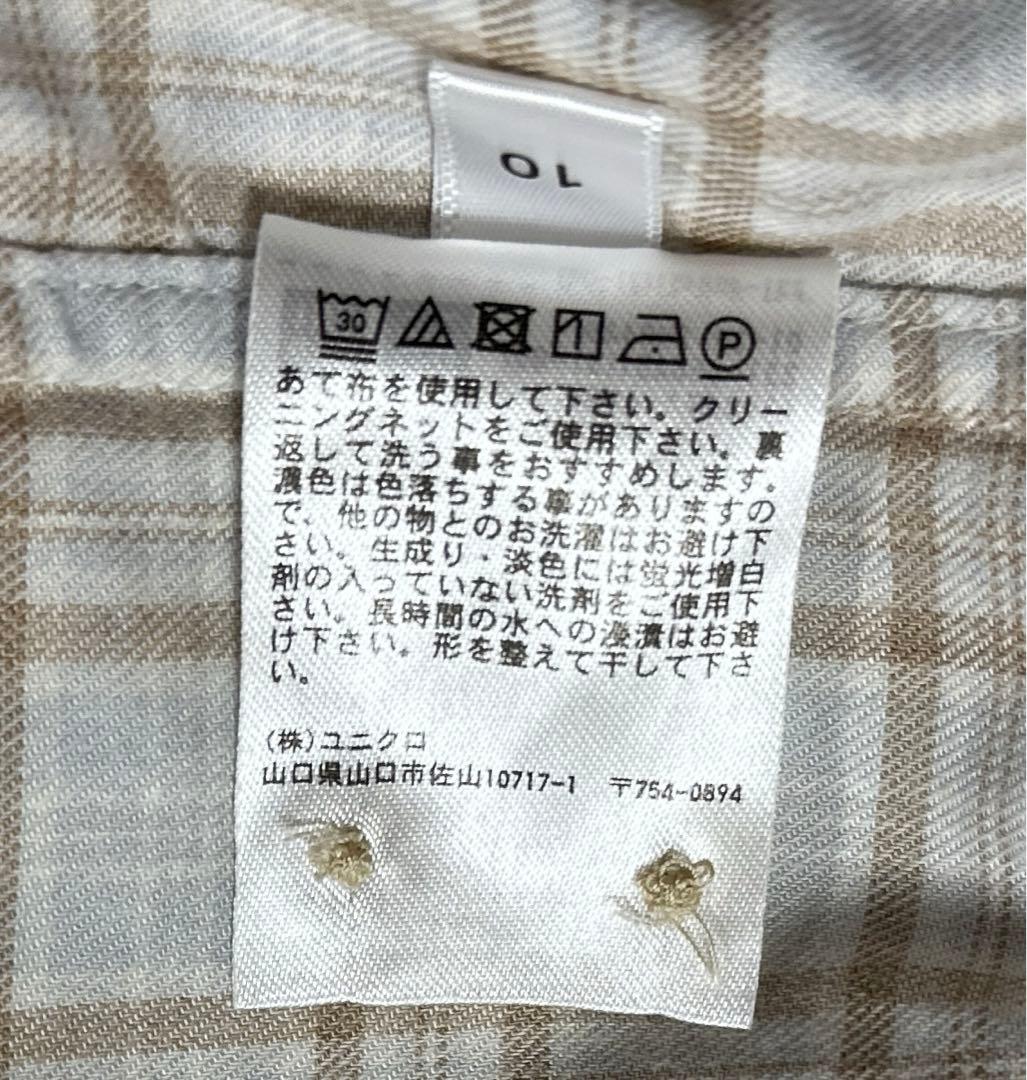 10
30
P
あて布を使用して下さい。クリー
ニングネットをご使用下さい。裏
返して洗う事をおすすめします。
濃色は色落ちする事がありますの
で、他の物とのお洗濯はお避け下
さい。生成り・淡色には蛍光増白
剤の入っていない洗剤をご使用下
さい。長時間の水への浸漬はお避
け下さい。形を整えて干して下さ
い。
(株)ユニクロ
山口県山口市佐山10717-1 〒754-0894